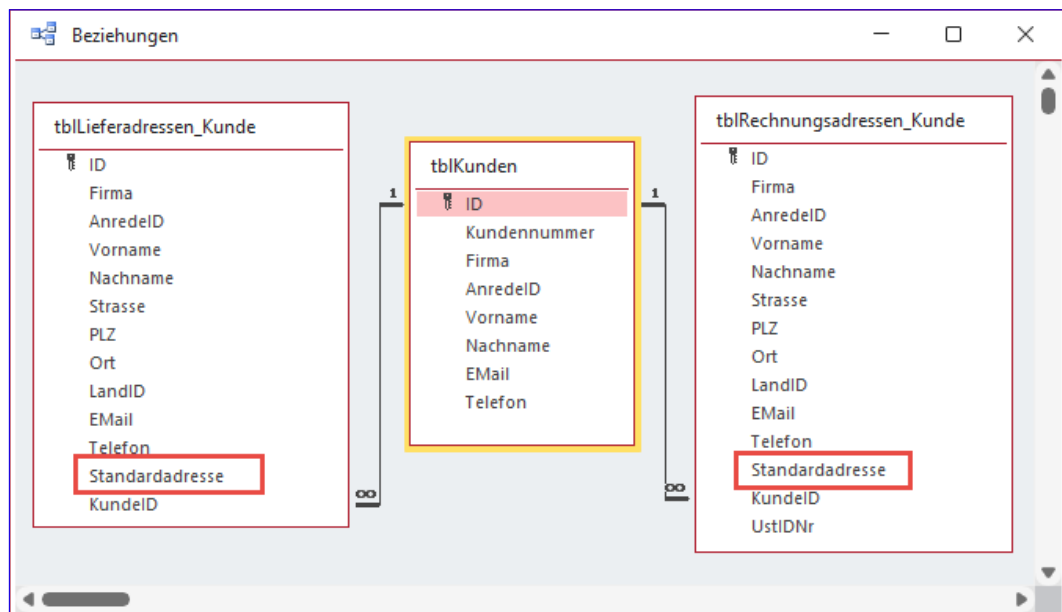 Beziehungen
tblLieferadressen_Kunde
ID
Firma
AnredeID
Vorname
Nachname
Strasse
PLZ
Ort
LandID
EMail
Telefon
Standardadresse
KundeID
1
∞
tblKunden
ID
Kundennummer
Firma
AnredeID
Vorname
Nachname
EMail
Telefon
1
∞
tblRechnungsadressen_Kunde
ID
Firma
AnredeID
Vorname
Nachname
Strasse
PLZ
Ort
LandID
EMail
Telefon
Standardadresse
KundeID
UstIDNr